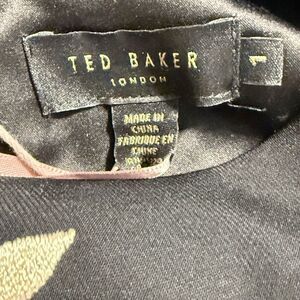 TED BAKER
LONDON
1
MADE IN
CHINA
FABRIQUE EN
CHINE